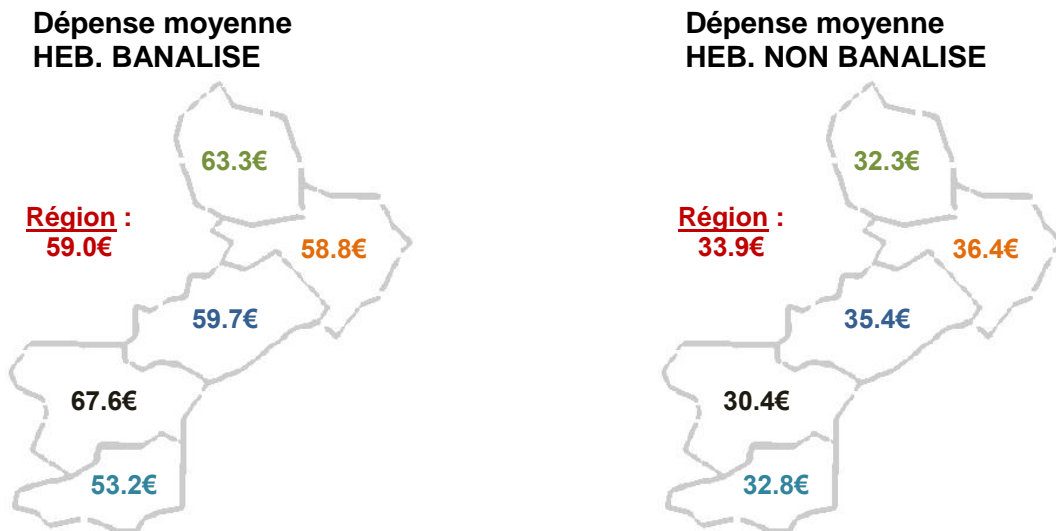 Dépense moyenne
HEB. BANALISE
63.3€
Région :
59.0€
58.8€
59.7€
67.6€
53.2€
Dépense moyenne
HEB. NON BANALISE
32.3€
Région :
33.9€
36.4€
35.4€
30.4€
32.8€